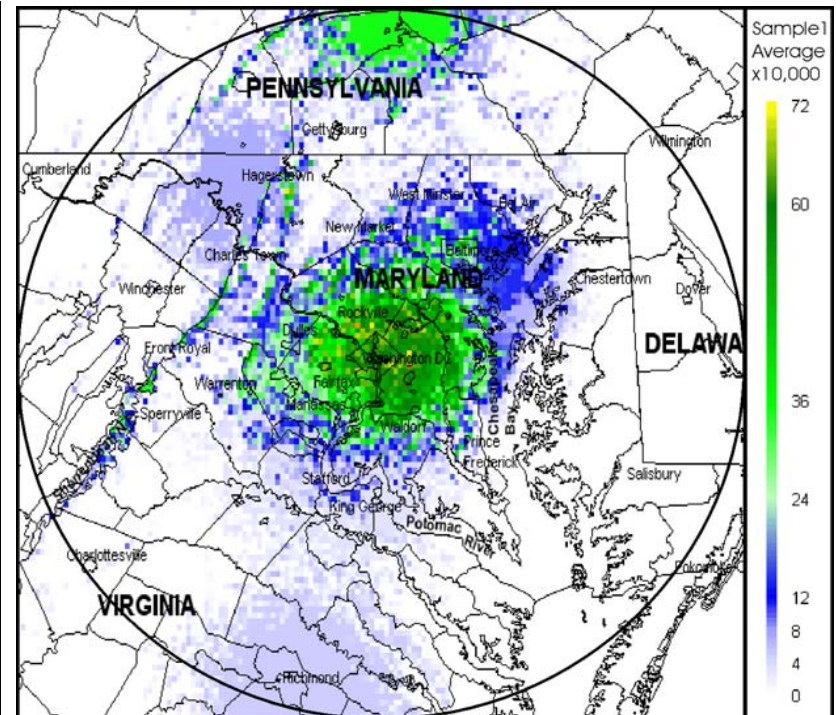 Sample1
Average
x10,000
72
60
36
24
12
8
4
0
PENNSYLVANIA
Gettysburg
Wilmington
Cumberland
Hagerstown
West Minster
Bel Air
New Market
Baltimore
Charles Town
MARYLAND
Chestertown
Winchester
Dover
Rockville
Dulles
Front Royal
DELAWA
Washington DC
Warrenton
Fairfax
Manassas
Chesapeake
Bay
Sperryville
Waldorf
Prince
Frederick
Stafford
Salisbury
King George
Potomac River
Charlottesville
VIRGINIA
Richmond